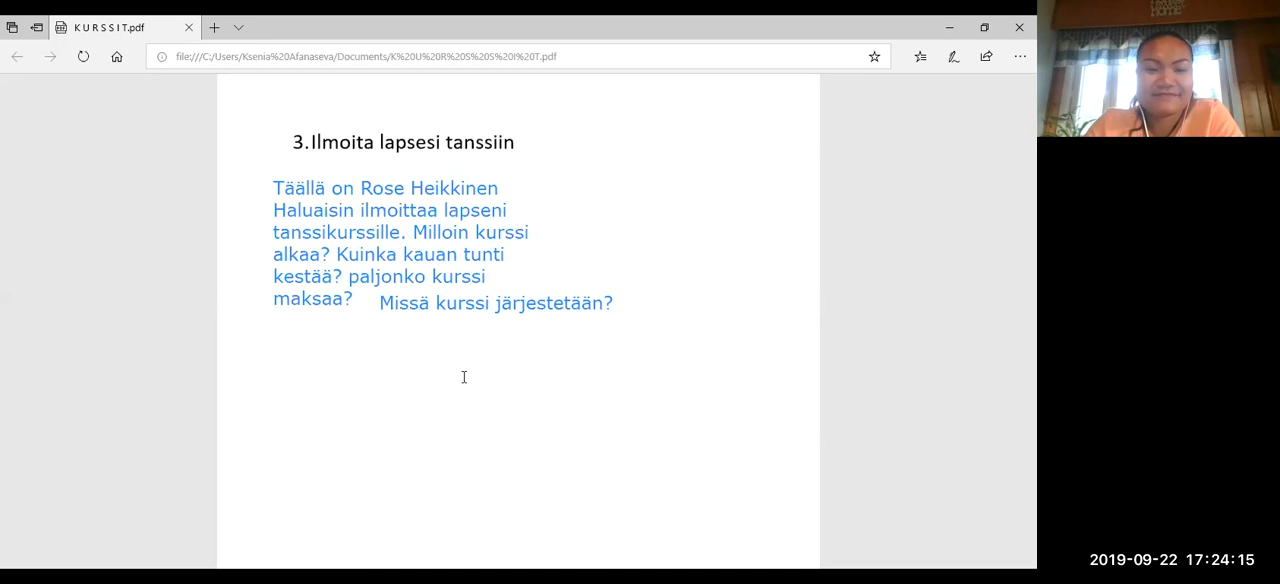 K U R S S I T.pdf
file:///C:/Users/Ksenia%20Afanaseva/Documents/K%20U%20R%20S%20S%20I%20T.pdf
HOME
3.Ilmoita lapsesi tanssiin
Täällä on Rose Heikkinen
Haluaisin ilmoittaa lapseni
tanssikurssille. Milloin kurssi
alkaa? Kuinka kauan tunti
kestää? paljonko kurssi
maksaa? Missä kurssi järjestetään?
2019-09-22 17:24:15